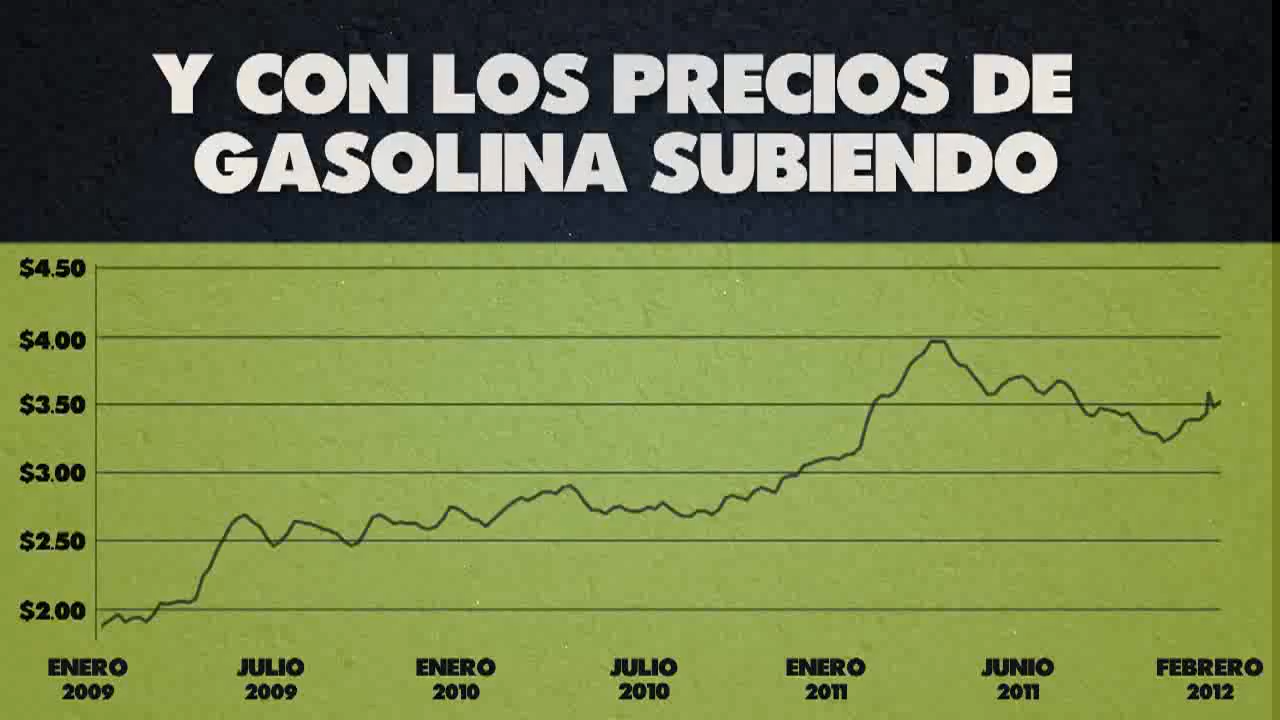 Y CON LOS PRECIOS DE
GASOLINA SUBIENDO
$4.50
$4.00
$3.50
$3.00
$2.50
$2.00
ENERO
2009
JULIO
2009
ENERO
2010
JULIO
2010
ENERO
2011
JUNIO
2011
FEBRERO
2012